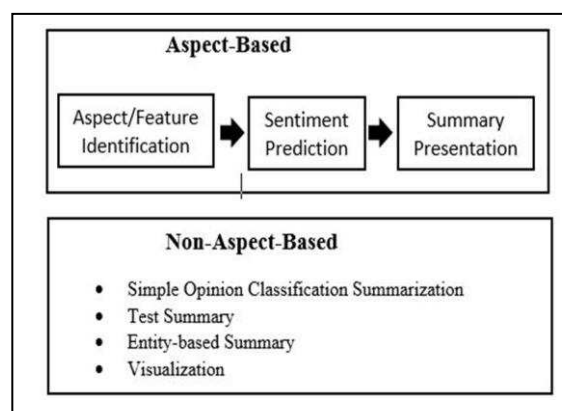 Aspect-Based
Aspect/Feature
Identification
Sentiment
Prediction
Summary
Presentation
Non-Aspect-Based
• Simple Opinion Classification Summarization
• Test Summary
• Entity-based Summary
• Visualization